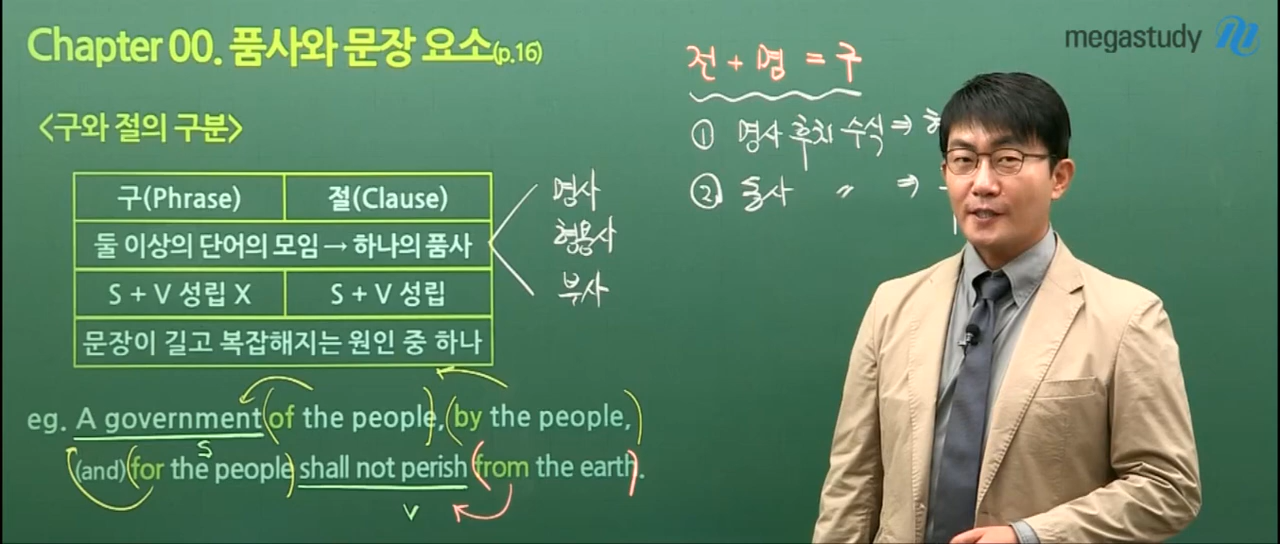 Chapter 00. 품사와 문장 요소(p.16)
megastudy
<구와 절의 구분>
구(Phrase) 절(Clause)
둘 이상의 단어의 모임 → 하나의 품사
S + V 성립 X S + V 성립
문장이 길고 복잡해지는 원인 중 하나
명사
형용사
부사
전 + 명 = 구
① 명사 후치 수식 ⇒
② 동사 〃 ⇒
eg. A government (of the people), (by the people,)
S
(and) (for the people) shall not perish (from the earth).
V